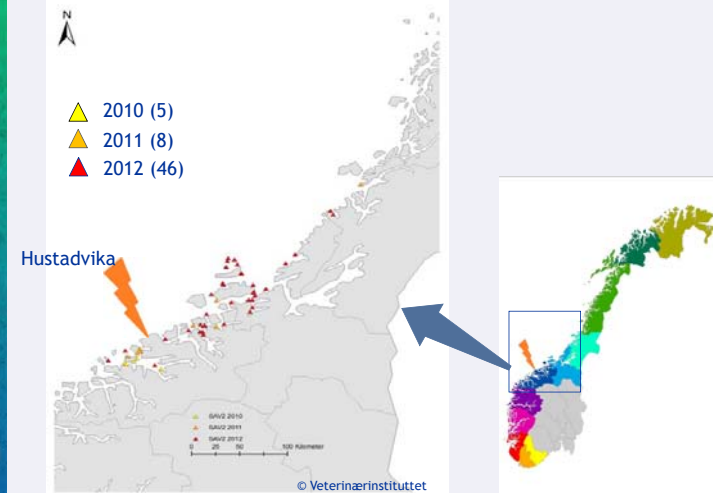 N
2010 (5)
2011 (8)
2012 (46)
Hustadvika
SAV2 2010
SAV2 2011
SAV2 2012
0 25 50 100 Kilometer
© Veterinærinstituttet